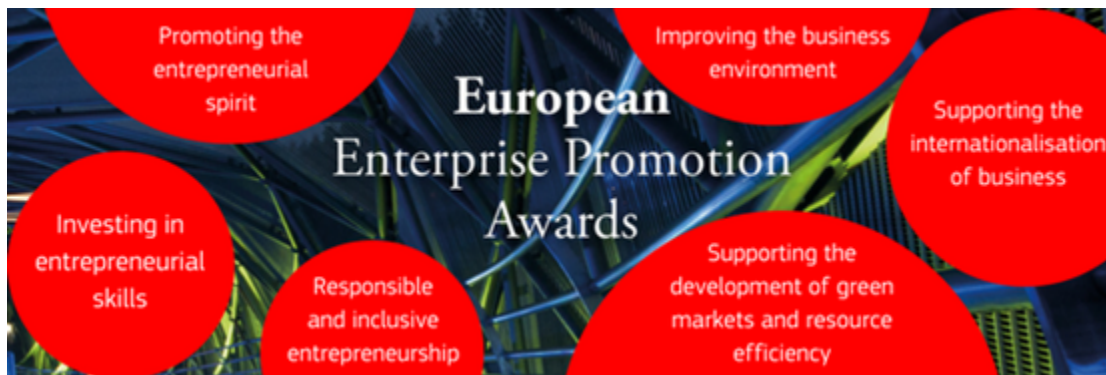 Promoting the
entrepreneurial
spirit
Improving the business
environment
European
Enterprise Promotion
Awards
Supporting the
internationalisation
of business
Investing in
entrepreneurial
skills
Responsible
and inclusive
entrepreneurship
Supporting the
development of green
markets and resource
efficiency